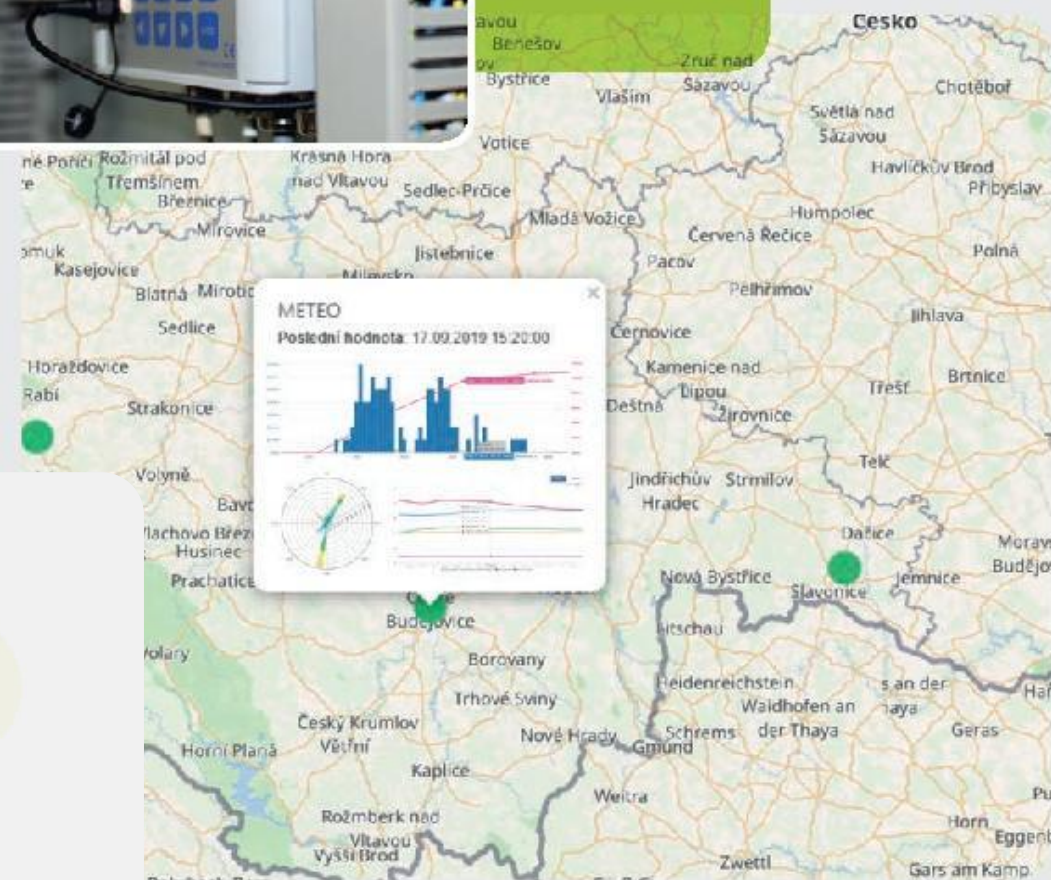 Česko
Benešov
Zruč nad
Sázavou
Bystřice
Vlašim
Chotěboř
Světlá nad
Sázavou
Votice
Rožmitál pod
Třemšínem
Krásná Hora
nad Vltavou
Havlíčkův Brod
Sedlec-Prčice
Přibyslav
Březnice
Mladá Vožice
Humpolec
Mirovice
Červená Řečice
Jistebnice
Polná
Kasejovice
Pacov
Pelhřimov
Blatná
METEO
×
Poslední hodnota: 17.09.2019 15:20:00
Jihlava
Sedlice
Černovice
Horažďovice
Kamenice nad
Lipou
Třešť
Brtnice
Rabí
Strakonice
Deštná
Žirovnice
Telč
Volyně
Jindřichův
Hradec
Strmilov
Dačice
Husinec
Prachatice
Nová Bystřice
Jemnice
Slavonice
Budějovice
Litschau
Borovany
Heidenreichstein
Trhové Sviny
Waidhofen an
der Thaya
Český Krumlov
Větřní
Nové Hrady
Schrems
Geras
Horní Planá
Gmünd
Kaplice
Weitra
Rožmberk nad
Vltavou
Horn
Vyšší Brod
Zwettl
Gars am Kamp